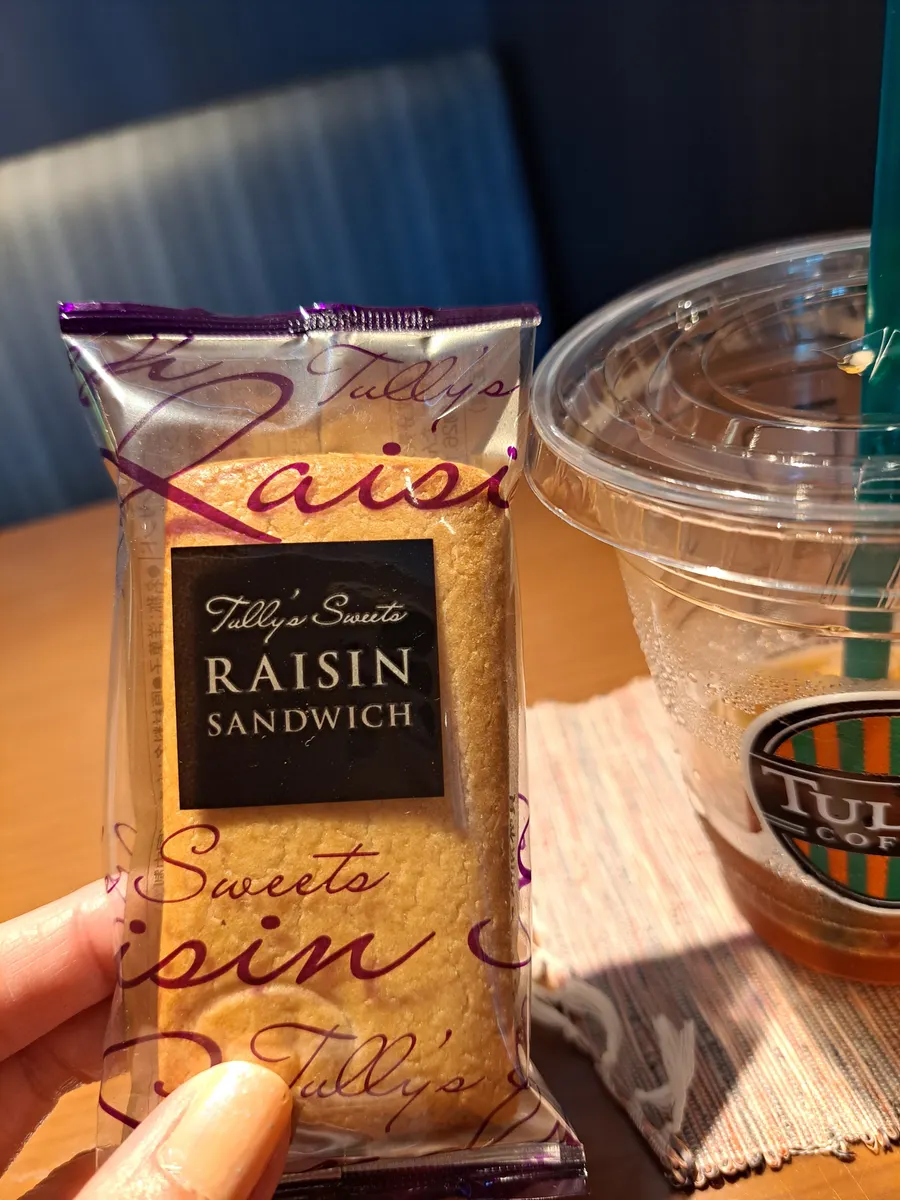 Tully's
Raisi
Tully's Sweets
RAISIN
SANDWICH
Sweets
isin
Tully's
TUL
COF